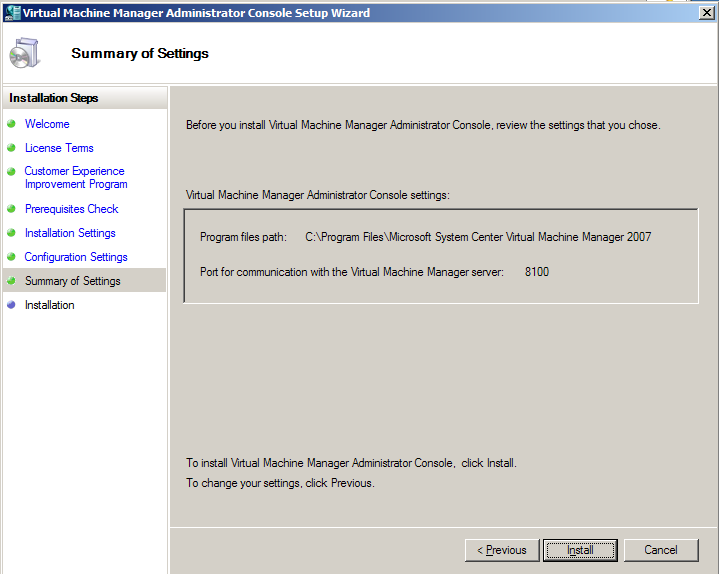 Virtual Machine Manager Administrator Console Setup Wizard
Summary of Settings
Installation Steps
Welcome
License Terms
Customer Experience
Improvement Program
Prerequisites Check
Installation Settings
Configuration Settings
Summary of Settings
Installation
Before you install Virtual Machine Manager Administrator Console, review the settings that you chose.
Virtual Machine Manager Administrator Console settings:
Program files path: C:\Program Files\Microsoft System Center Virtual Machine Manager 2007
Port for communication with the Virtual Machine Manager server: 8100
To install Virtual Machine Manager Administrator Console, click Install.
To change your settings, click Previous.
< Previous Install Cancel